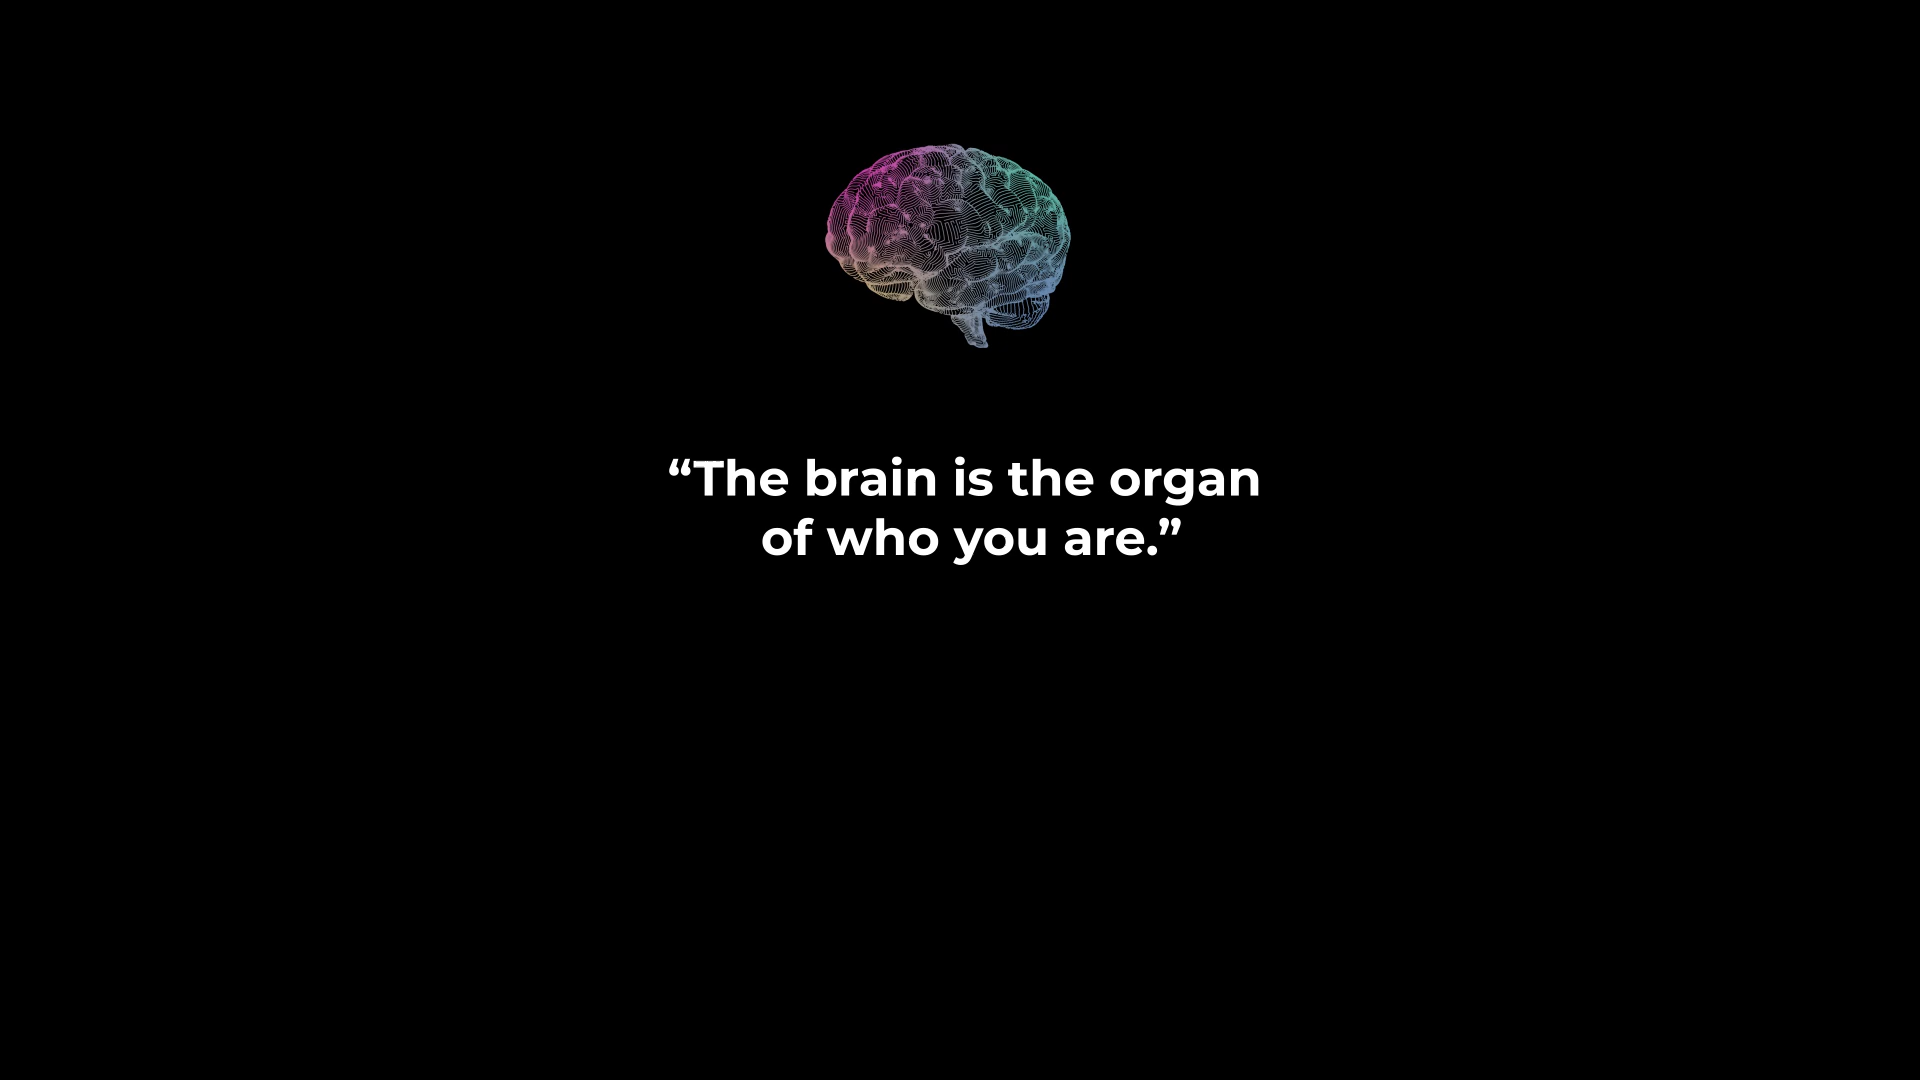 “The brain is the organ
of who you are.”